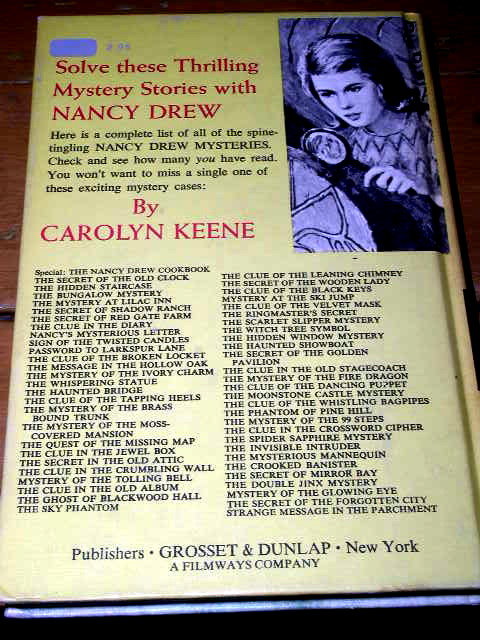 2.95
Solve these Thrilling
Mystery Stories with
NANCY DREW
Here is a complete list of all of the spine-
tingling NANCY DREW MYSTERIES.
Check and see how many you have read.
You won't want to miss a single one of
these exciting mystery cases:
By
CAROLYN KEENE
Special: THE NANCY DREW COOKBOOK
THE SECRET OF THE OLD CLOCK
THE HIDDEN STAIRCASE
THE BUNGALOW MYSTERY
THE MYSTERY AT LILAC INN
THE SECRET OF SHADOW RANCH
THE SECRET OF RED GATE FARM
THE CLUE IN THE DIARY
NANCY'S MYSTERIOUS LETTER
SIGN OF THE TWISTED CANDLES
PASSWORD TO LARKSPUR LANE
THE CLUE OF THE BROKEN LOCKET
THE MESSAGE IN THE HOLLOW OAK
THE MYSTERY OF THE IVORY CHARM
THE WHISPERING STATUE
THE HAUNTED BRIDGE
THE CLUE OF THE TAPPING HEELS
THE MYSTERY OF THE BRASS
BOUND TRUNK
THE MYSTERY OF THE MOSS-
COVERED MANSION
THE QUEST OF THE MISSING MAP
THE CLUE IN THE JEWEL BOX
THE SECRET IN THE OLD ATTIC
THE CLUE IN THE CRUMBLING WALL
MYSTERY OF THE TOLLING BELL
THE CLUE IN THE OLD ALBUM
THE GHOST OF BLACKWOOD HALL
THE SKY PHANTOM
THE CLUE OF THE LEANING CHIMNEY
THE SECRET OF THE WOODEN LADY
THE CLUE OF THE BLACK KEYS
MYSTERY AT THE SKI JUMP
THE CLUE OF THE VELVET MASK
THE RINGMASTER'S SECRET
THE SCARLET SLIPPER MYSTERY
THE WITCH TREE SYMBOL
THE HIDDEN WINDOW MYSTERY
THE HAUNTED SHOWBOAT
THE SECRET OF THE GOLDEN
PAVILION
THE CLUE IN THE OLD STAGECOACH
THE MYSTERY OF THE FIRE DRAGON
THE CLUE OF THE DANCING PUPPET
THE MOONSTONE CASTLE MYSTERY
THE CLUE OF THE WHISTLING BAGPIPES
THE PHANTOM OF PINE HILL
THE MYSTERY OF THE 99 STEPS
THE CLUE IN THE CROSSWORD CIPHER
THE SPIDER SAPPHIRE MYSTERY
THE INVISIBLE INTRUDER
THE MYSTERIOUS MANNEQUIN
THE CROOKED BANISTER
THE SECRET OF MIRROR BAY
THE DOUBLE JINX MYSTERY
MYSTERY OF THE GLOWING EYE
THE SECRET OF THE FORGOTTEN CITY
STRANGE MESSAGE IN THE PARCHMENT
Publishers • GROSSET & DUNLAP • New York
A FILMWAYS COMPANY